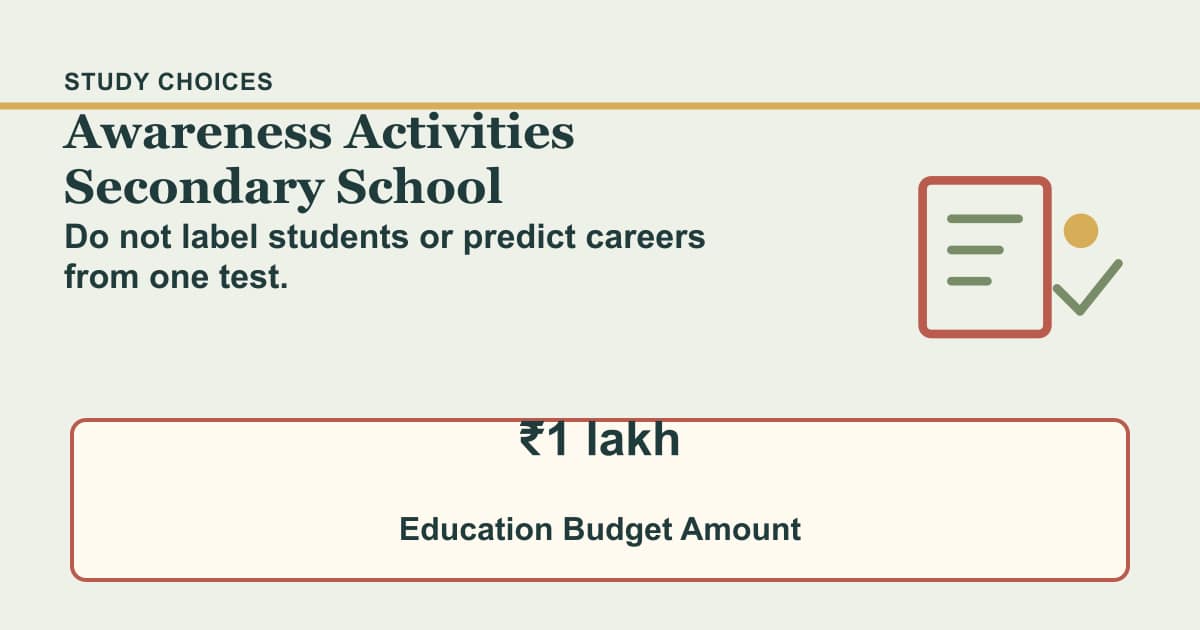 STUDY CHOICES
Awareness Activities
Secondary School
Do not label students or predict careers
from one test.
₹1 lakh
Education Budget Amount